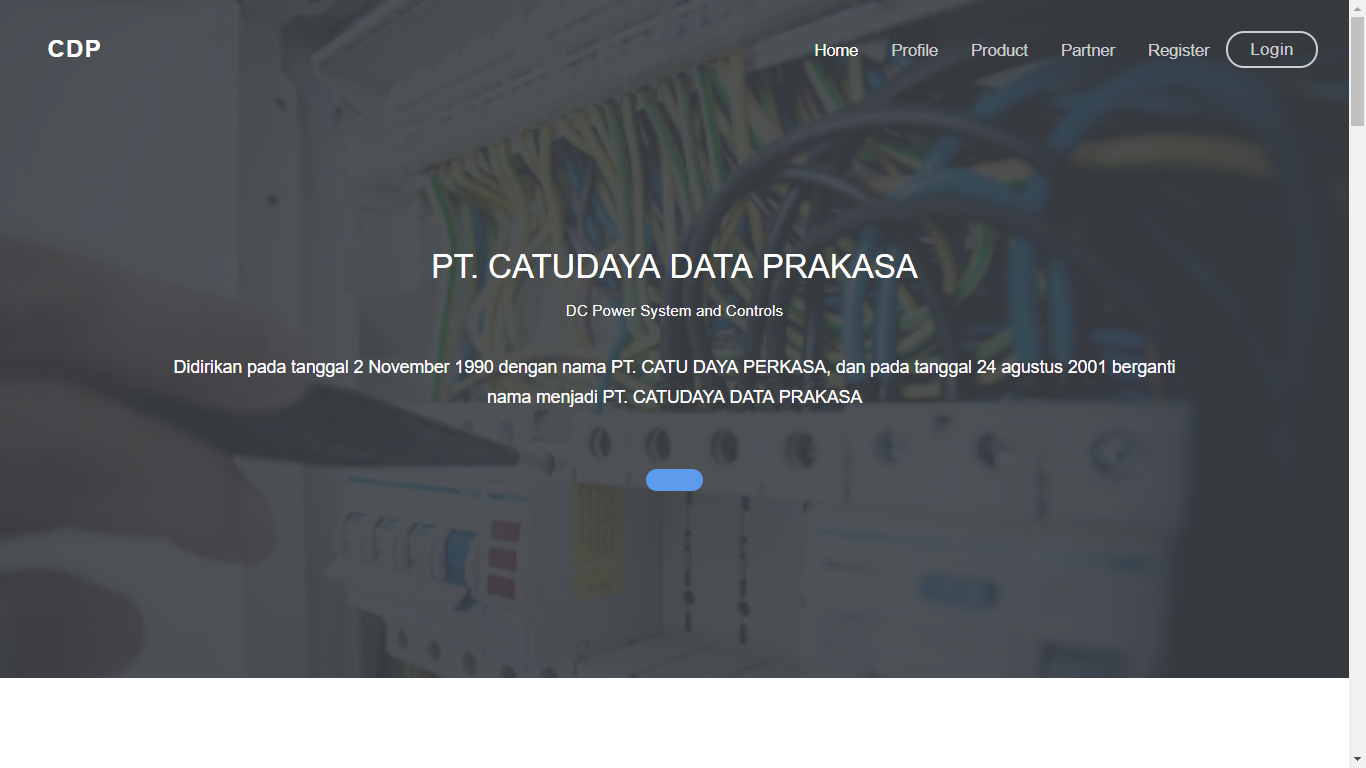 CDP
Home
Profile
Product
Partner
Register
Login
PT. CATUDAYA DATA PRAKASA
DC Power System and Controls
Didirikan pada tanggal 2 November 1990 dengan nama PT. CATU DAYA PERKASA, dan pada tanggal 24 agustus 2001 berganti
nama menjadi PT. CATUDAYA DATA PRAKASA